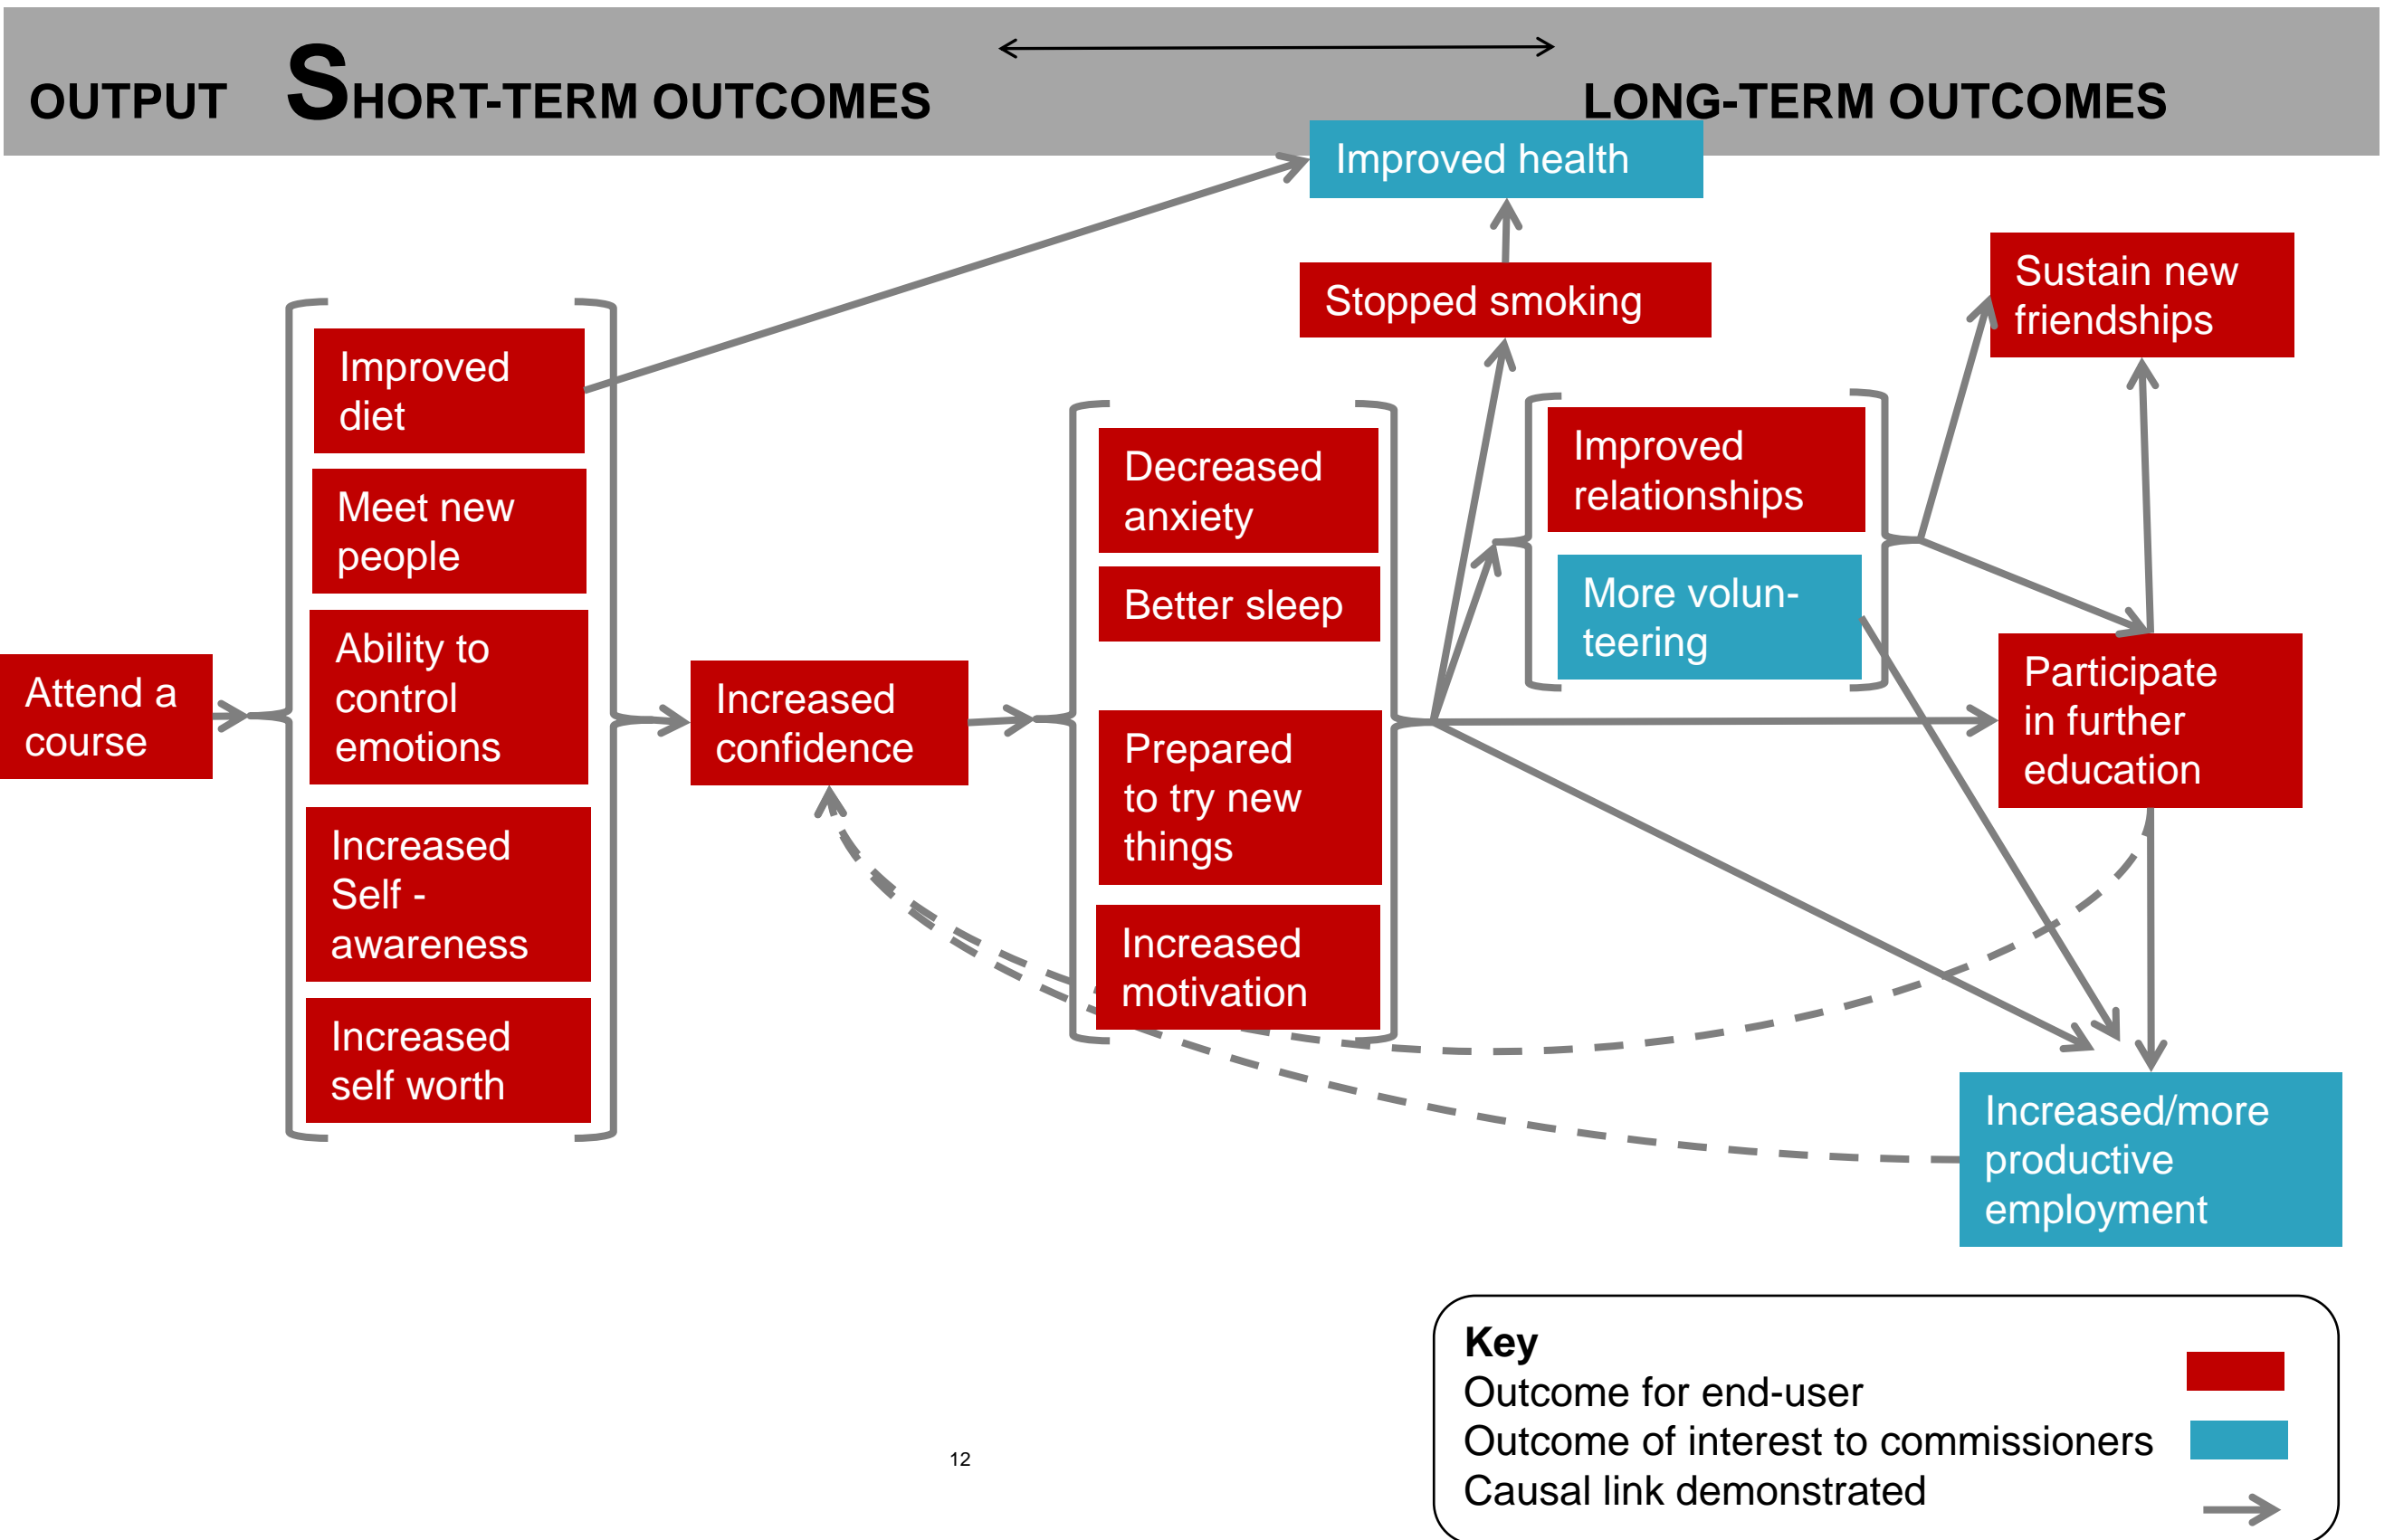 OUTPUT SHORT-TERM OUTCOMES LONG-TERM OUTCOMES
Improved health
Stopped smoking
Sustain new
friendships
Improved
diet
Meet new
people
Ability to
control
emotions
Increased
Self -
awareness
Increased
self worth
Attend a
course
Increased
confidence
Decreased
anxiety
Better sleep
Prepared
to try new
things
Increased
motivation
Improved
relationships
More volun-
teering
Participate
in further
education
Increased/more
productive
employment
Key
Outcome for end-user
Outcome of interest to commissioners
Causal link demonstrated
12